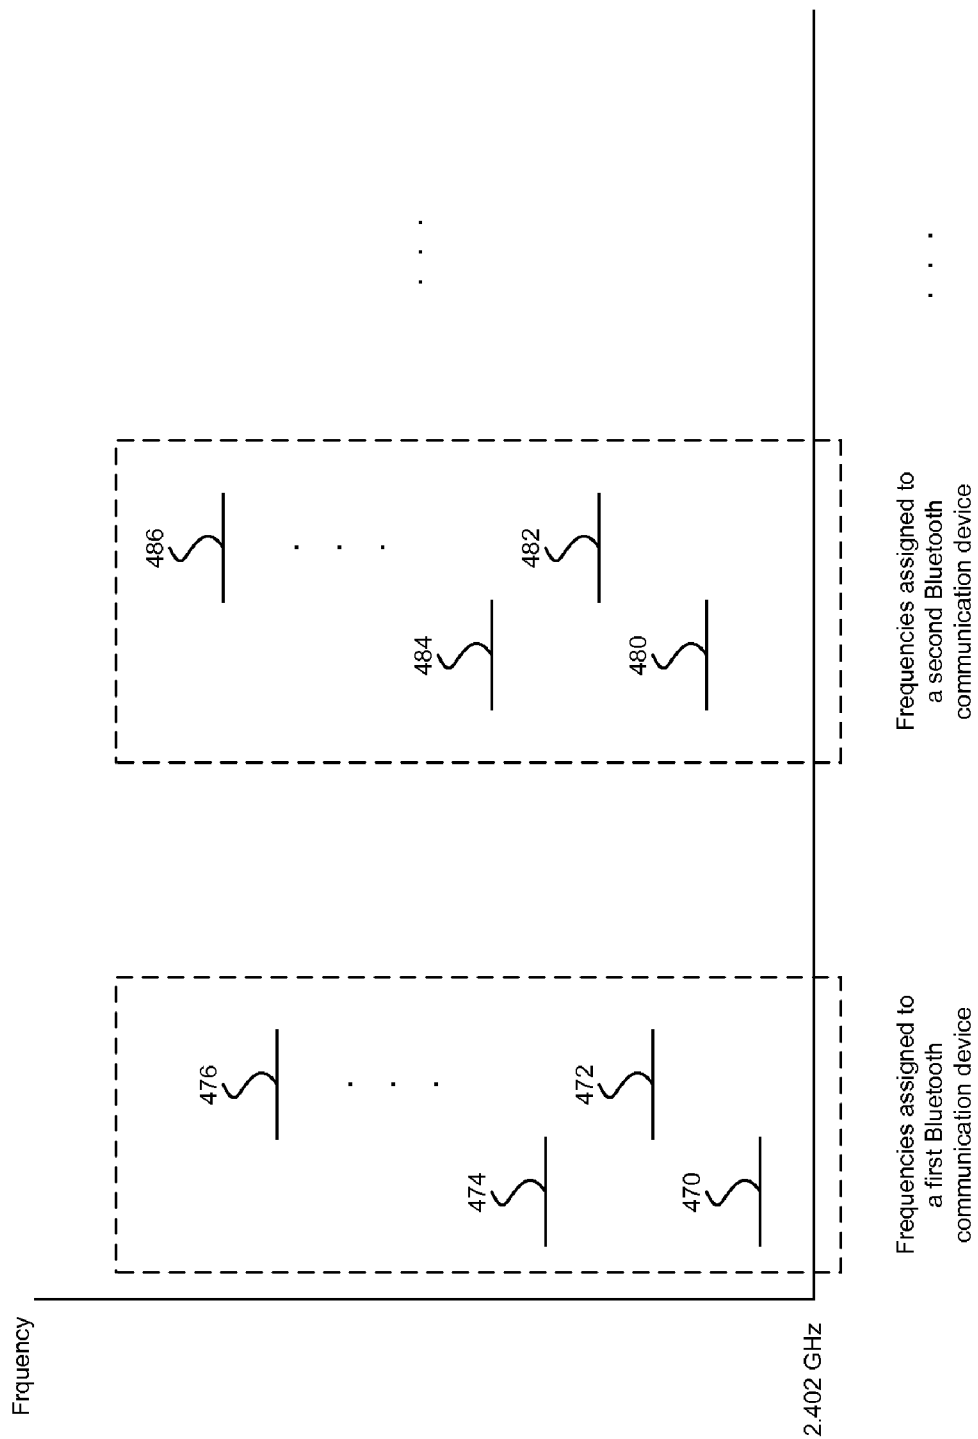 Frquency
486
476
484
474
482
472
480
470
2.402 GHz
Frequencies assigned to
a first Bluetooth
communication device
Frequencies assigned to
a second Bluetooth
communication device